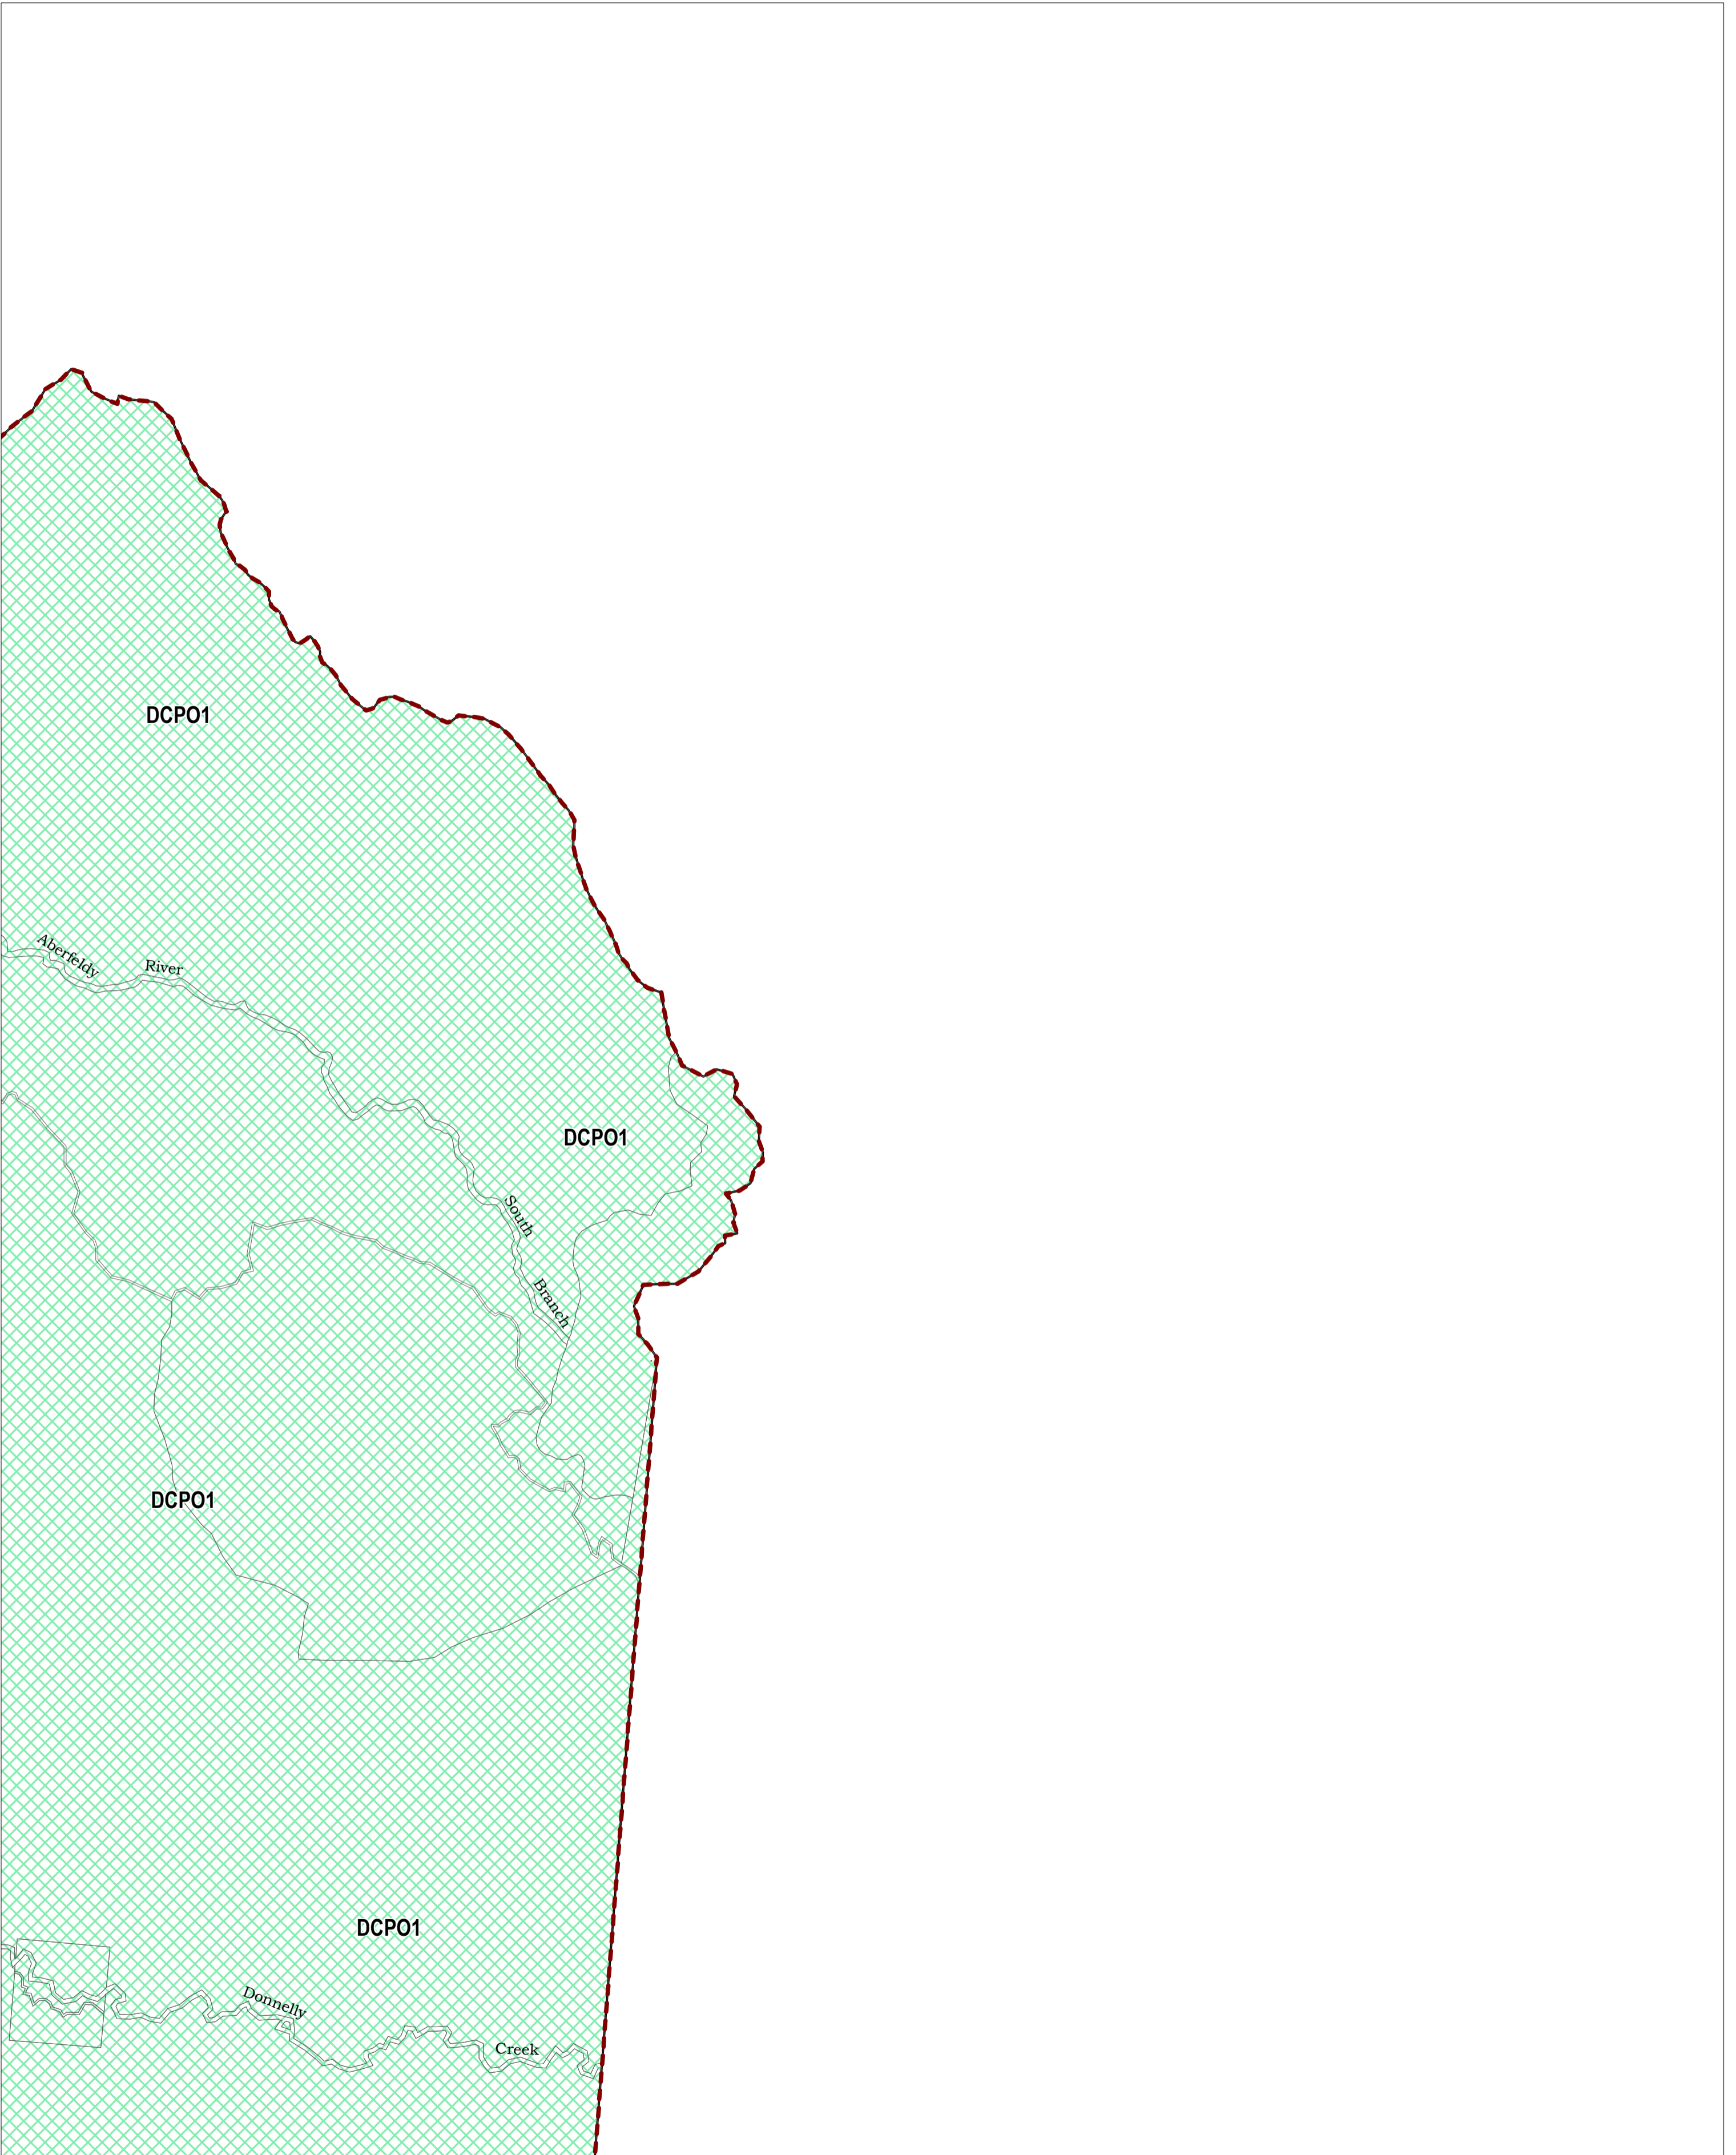 DCPO1
Aberfeldy
River
DCPO1
South
Branch
DCPO1
DCPO1
Donnelly
Creek